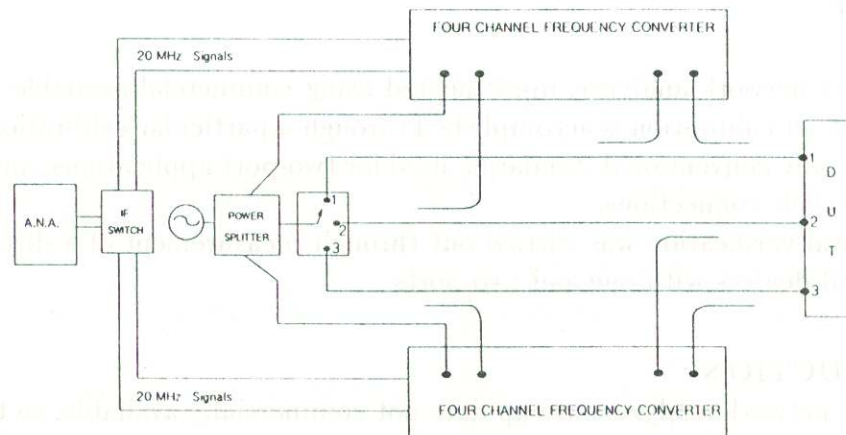 FOUR CHANNEL FREQUENCY CONVERTER
20 MHz Signals
A.N.A.
IF
SWITCH
POWER
SPLITTER
1
2
3
1
D
2
U
T
3
20 MHz Signals
FOUR CHANNEL FREQUENCY CONVERTER